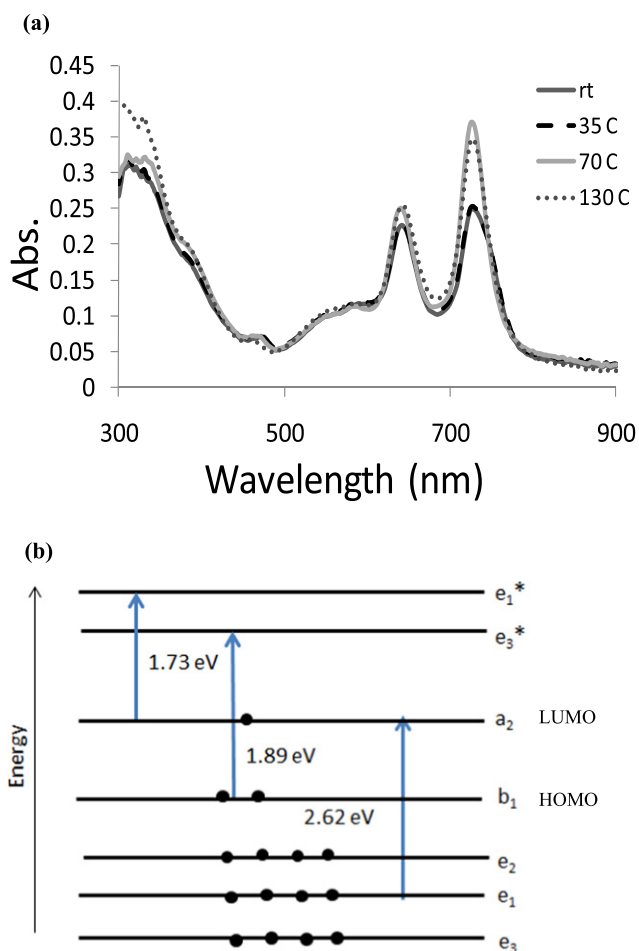 (a)
0.45
0.4
0.35
0.3
0.25
0.2
0.15
0.1
0.05
0
Abs.
rt
35 C
70 C
130 C
300 500 700 900
Wavelength (nm)
(b)
Energy
e1*
e3*
1.73 eV
a2 LUMO
1.89 eV
b1 HOMO
2.62 eV
e2
e1
e3